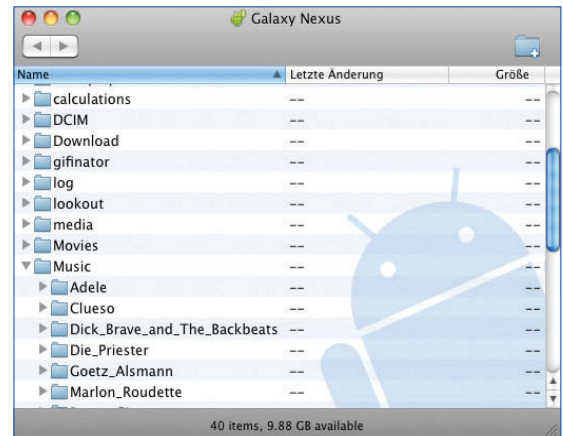 Galaxy Nexus
Name Letzte Änderung Größe
calculations -- --
DCIM -- --
Download -- --
gifinator -- --
log -- --
lookout -- --
media -- --
Movies -- --
Music -- --
Adele -- --
Clueso -- --
Dick_Brave_and_The_Backbeats -- --
Die_Priester -- --
Goetz_Alsmann -- --
Marlon_Roudette -- --
40 items, 9.88 GB available